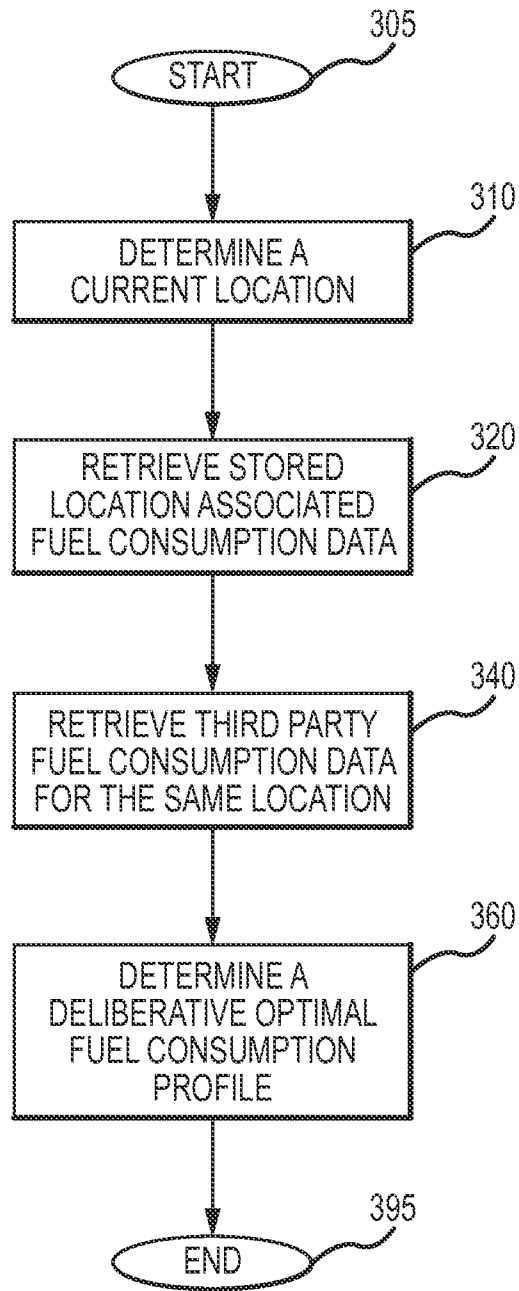 305
START
310
DETERMINE A
CURRENT LOCATION
320
RETRIEVE STORED
LOCATION ASSOCIATED
FUEL CONSUMPTION DATA
340
RETRIEVE THIRD PARTY
FUEL CONSUMPTION DATA
FOR THE SAME LOCATION
360
DETERMINE A
DELIBERATIVE OPTIMAL
FUEL CONSUMPTION
PROFILE
395
END